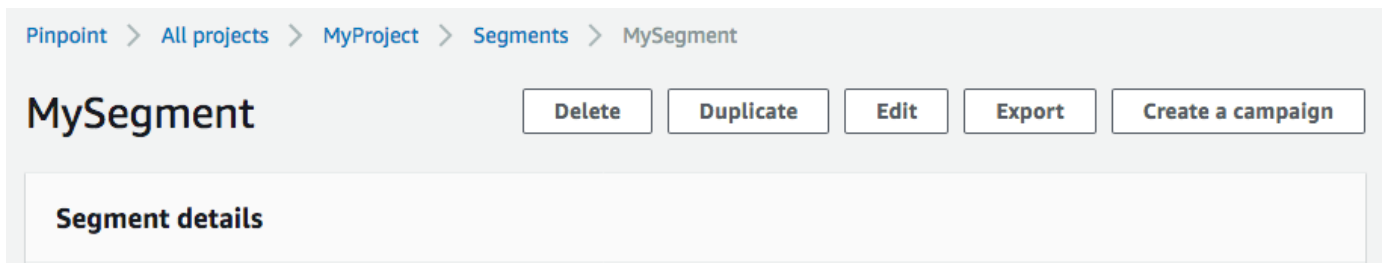 Pinpoint > All projects > MyProject > Segments > MySegment
MySegment Delete Duplicate Edit Export Create a campaign
Segment details